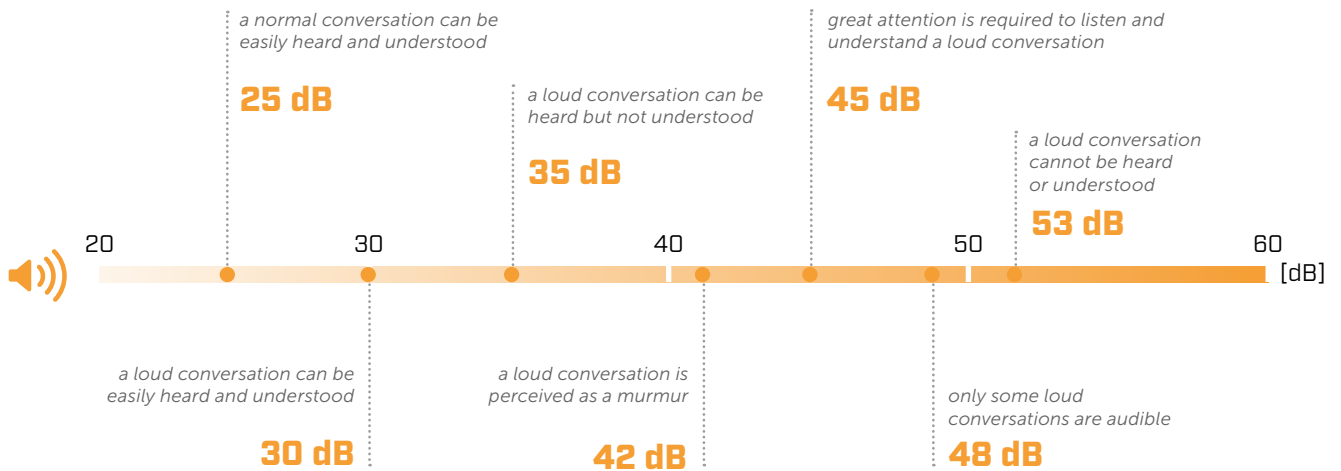 a normal conversation can be
easily heard and understood
25 dB
a loud conversation can be
heard but not understood
35 dB
great attention is required to listen and
understand a loud conversation
45 dB
a loud conversation
cannot be heard
or understood
53 dB
20 30 40 50 60
[dB]
a loud conversation can be
easily heard and understood
30 dB
a loud conversation is
perceived as a murmur
42 dB
only some loud
conversations are audible
48 dB